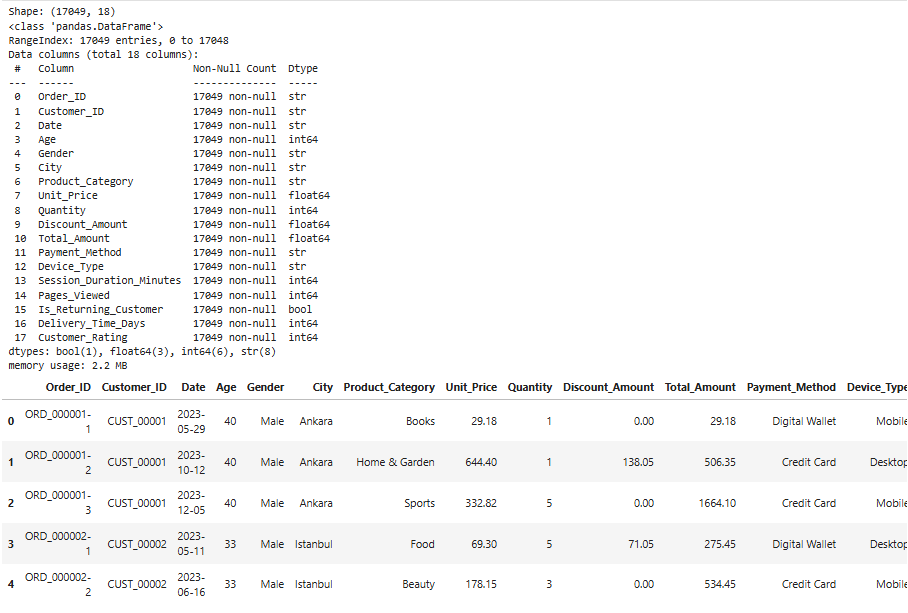 Shape: (17049, 18)
<class 'pandas.DataFrame'>
RangeIndex: 17049 entries, 0 to 17048
Data columns (total 18 columns):
 #   Column                    Non-Null Count  Dtype
---  ------                    --------------  -----
 0   Order_ID                  17049 non-null  str
 1   Customer_ID               17049 non-null  str
 2   Date                      17049 non-null  str
 3   Age                       17049 non-null  int64
 4   Gender                    17049 non-null  str
 5   City                      17049 non-null  str
 6   Product_Category          17049 non-null  str
 7   Unit_Price                17049 non-null  float64
 8   Quantity                  17049 non-null  int64
 9   Discount_Amount           17049 non-null  float64
 10  Total_Amount              17049 non-null  float64
 11  Payment_Method            17049 non-null  str
 12  Device_Type               17049 non-null  str
 13  Session_Duration_Minutes  17049 non-null  int64
 14  Pages_Viewed              17049 non-null  int64
 15  Is_Returning_Customer     17049 non-null  bool
 16  Delivery_Time_Days        17049 non-null  int64
 17  Customer_Rating           17049 non-null  int64
dtypes: bool(1), float64(3), int64(6), str(8)
memory usage: 2.2 MB
Order_ID Customer_ID Date Age Gender City Product_Category Unit_Price Quantity Discount_Amount Total_Amount Payment_Method Device_Type
0 ORD_000001-1 CUST_00001 2023-05-29 40 Male Ankara Books 29.18 1 0.00 29.18 Digital Wallet Mobile
1 ORD_000001-2 CUST_00001 2023-10-12 40 Male Ankara Home & Garden 644.40 1 138.05 506.35 Credit Card Desktop
2 ORD_000001-3 CUST_00001 2023-12-05 40 Male Ankara Sports 332.82 5 0.00 1664.10 Credit Card Mobile
3 ORD_000002-1 CUST_00002 2023-05-11 33 Male Istanbul Food 69.30 5 71.05 275.45 Digital Wallet Desktop
4 ORD_000002-2 CUST_00002 2023-06-16 33 Male Istanbul Beauty 178.15 3 0.00 534.45 Credit Card Mobile